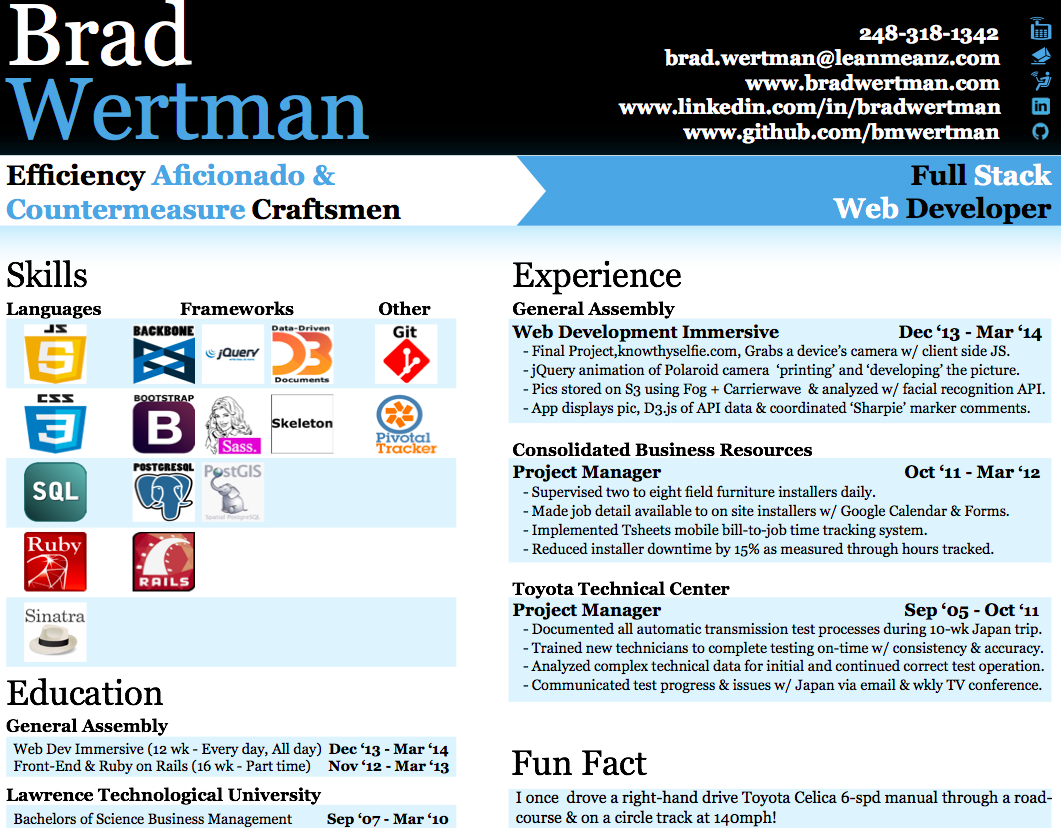 Brad
Wertman
248-318-1342
brad.wertman@leanmeanz.com
www.bradwertman.com
www.linkedin.com/in/bradwertman
www.github.com/bmwertman
in
Efficiency Aficionado &
Countermeasure Craftsmen
Full Stack
Web Developer
Skills
Languages Frameworks Other
JS
5
BACKBONE
jQuery
Data-Driven
D3
Documents
Git
CSS
3
BOOTSTRAP
B
Sass.
Skeleton
Pivotal
Tracker
SQL
POSTGRESQL
PostGIS
Spatial PostgreSQL
Ruby
RAILS
Sinatra
Education
General Assembly
Web Dev Immersive (12 wk - Every day, All day) Dec ‘13 - Mar ‘14
Front-End & Ruby on Rails (16 wk - Part time) Nov ‘12 - Mar ‘13
Lawrence Technological University
Bachelors of Science Business Management Sep ‘07 - Mar ‘10
Experience
General Assembly
Web Development Immersive Dec ‘13 - Mar ‘14
- Final Project,knowthyselfie.com, Grabs a device’s camera w/ client side JS.
- jQuery animation of Polaroid camera ‘printing’ and ‘developing’ the picture.
- Pics stored on S3 using Fog + Carrierwave & analyzed w/ facial recognition API.
- App displays pic, D3.js of API data & coordinated ‘Sharpie’ marker comments.
Consolidated Business Resources
Project Manager Oct ‘11 - Mar ‘12
- Supervised two to eight field furniture installers daily.
- Made job detail available to on site installers w/ Google Calendar & Forms.
- Implemented Tsheets mobile bill-to-job time tracking system.
- Reduced installer downtime by 15% as measured through hours tracked.
Toyota Technical Center
Project Manager Sep ‘05 - Oct ‘11
- Documented all automatic transmission test processes during 10-wk Japan trip.
- Trained new technicians to complete testing on-time w/ consistency & accuracy.
- Analyzed complex technical data for initial and continued correct test operation.
- Communicated test progress & issues w/ Japan via email & wkly TV conference.
Fun Fact
I once drove a right-hand drive Toyota Celica 6-spd manual through a road-
course & on a circle track at 140mph!